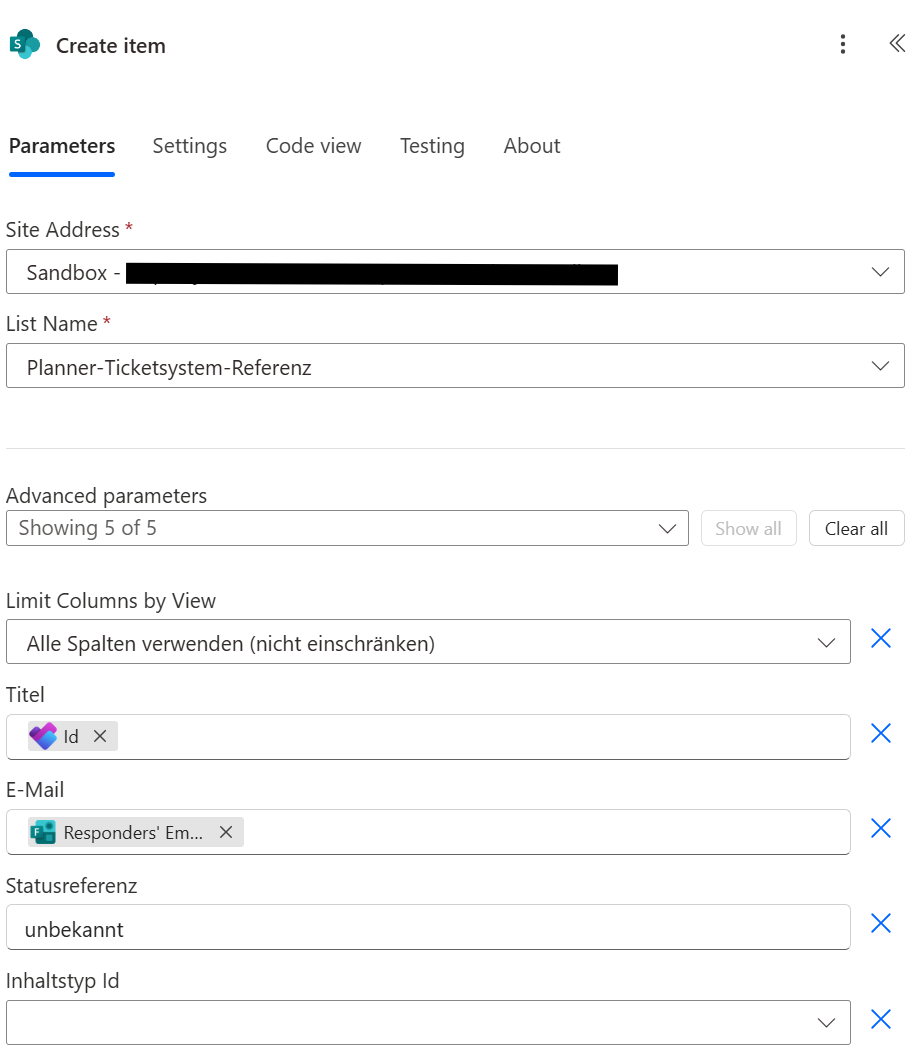 Create item
Parameters Settings Code view Testing About
Site Address *
Sandbox -
List Name *
Planner-Ticketsystem-Referenz
Advanced parameters
Showing 5 of 5 Show all Clear all
Limit Columns by View
Alle Spalten verwenden (nicht einschränken)
Titel
Id
E-Mail
Responders' Em...
Statusreferenz
unbekannt
Inhaltstyp Id